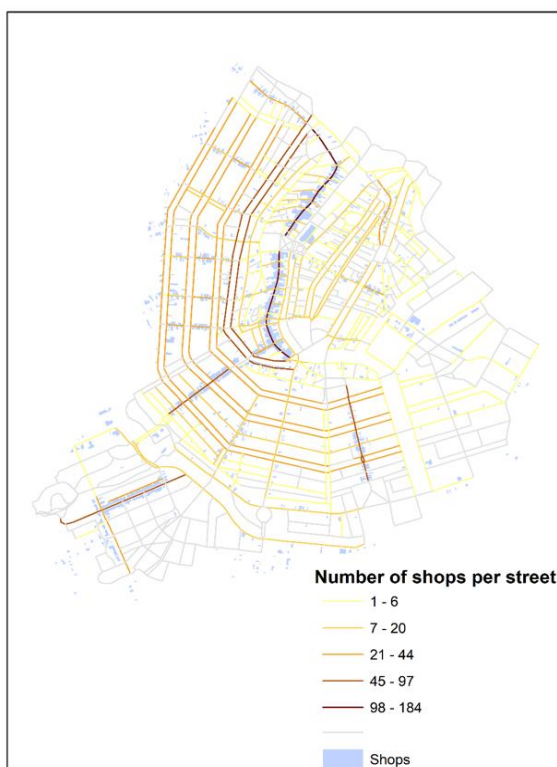 Number of shops per street
1 - 6
7 - 20
21 - 44
45 - 97
98 - 184
Shops